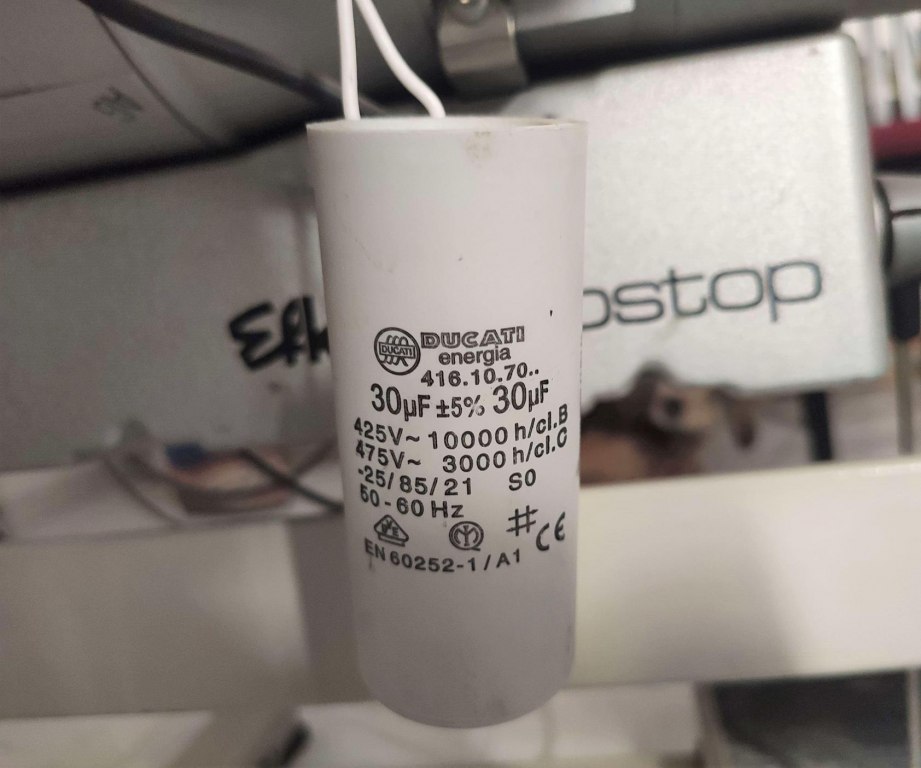 DUCATI
DUCATI
energia
416.10.70..
30µF ±5% 30µF
425V~ 10000 h/cl.B
475V~ 3000 h/cl.C
-25/85/21 S0
50-60 Hz
# CE
EN 60252-1/A1